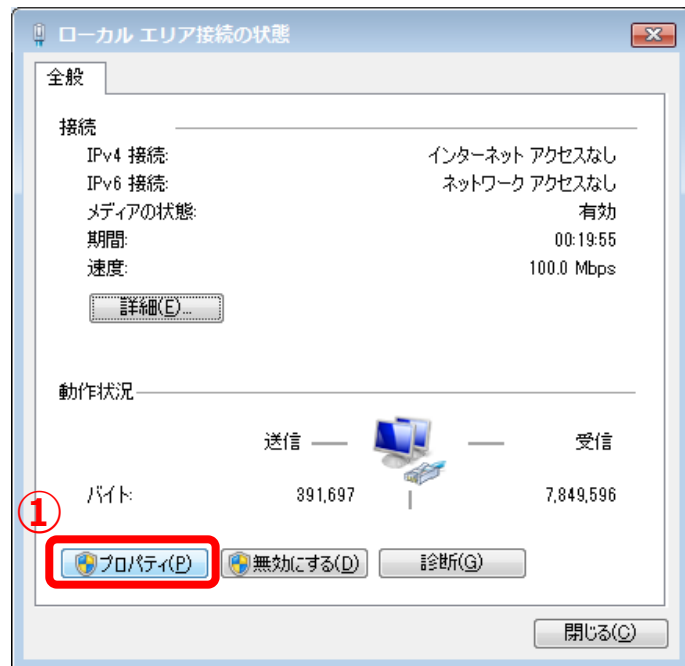 ローカル エリア接続の状態
全般
接続
IPv4 接続: インターネット アクセスなし
IPv6 接続: ネットワーク アクセスなし
メディアの状態: 有効
期間: 00:19:55
速度: 100.0 Mbps
詳細(E)...
動作状況
送信 受信
バイト: 391,697 7,849,596
①
プロパティ(P) 無効にする(D) 診断(G)
閉じる(C)